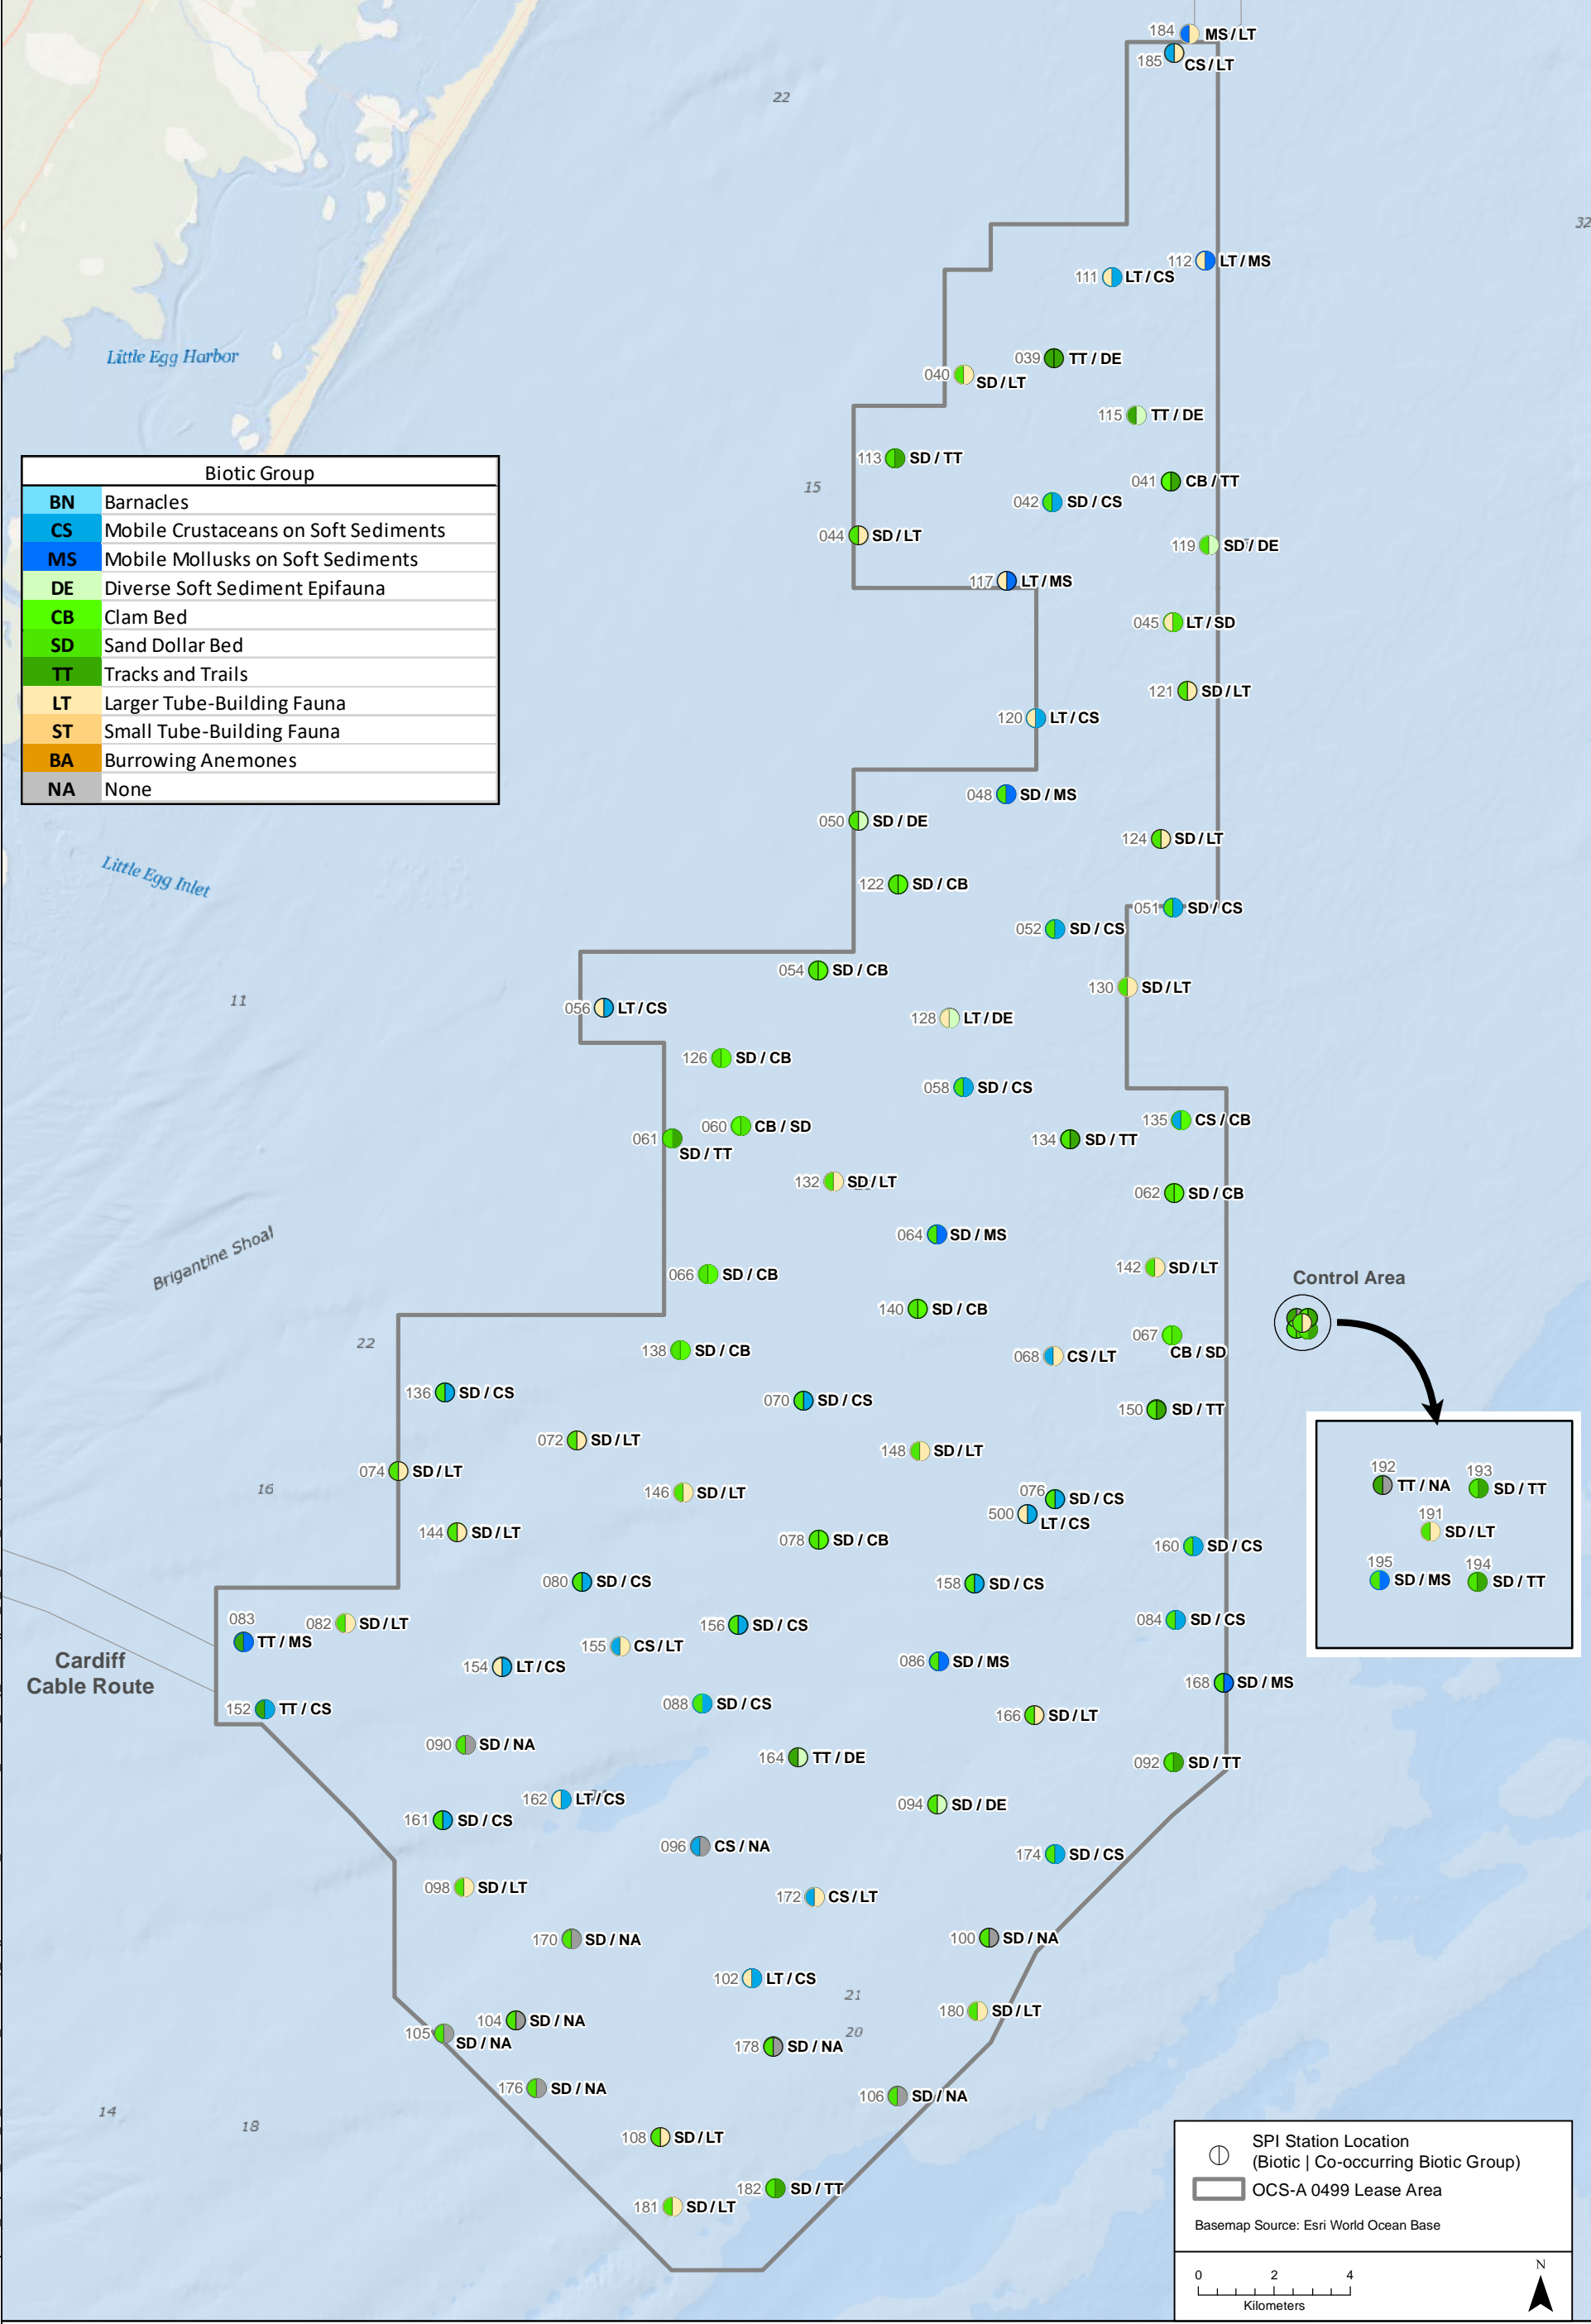 184 MS / LT
185 CS / LT
22
32
112 LT / MS
111 LT / CS
Little Egg Harbor
039 TT / DE
040 SD / LT
115 TT / DE
113 SD / TT
Biotic Group
BN Barnacles
CS Mobile Crustaceans on Soft Sediments
MS Mobile Mollusks on Soft Sediments
DE Diverse Soft Sediment Epifauna
CB Clam Bed
SD Sand Dollar Bed
TT Tracks and Trails
LT Larger Tube-Building Fauna
ST Small Tube-Building Fauna
BA Burrowing Anemones
NA None
15
041 CB / TT
042 SD / CS
044 SD / LT
119 SD / DE
117 LT / MS
045 LT / SD
121 SD / LT
120 LT / CS
048 SD / MS
050 SD / DE
124 SD / LT
Little Egg Inlet
122 SD / CB
051 SD / CS
052 SD / CS
054 SD / CB
130 SD / LT
11
056 LT / CS
128 LT / DE
126 SD / CB
058 SD / CS
135 CS / CB
060 CB / SD
061 SD / TT
134 SD / TT
132 SD / LT
062 SD / CB
Brigantine Shoal
064 SD / MS
142 SD / LT
066 SD / CB
Control Area
140 SD / CB
22
067 CB / SD
138 SD / CB
068 CS / LT
136 SD / CS
070 SD / CS
150 SD / TT
072 SD / LT
148 SD / LT
074 SD / LT
16
146 SD / LT
076 SD / CS
500 LT / CS
192 TT / NA
193 SD / TT
191 SD / LT
195 SD / MS
194 SD / TT
144 SD / LT
078 SD / CB
160 SD / CS
080 SD / CS
158 SD / CS
083 TT / MS
082 SD / LT
156 SD / CS
084 SD / CS
155 CS / LT
Cardiff
Cable Route
154 LT / CS
086 SD / MS
168 SD / MS
152 TT / CS
088 SD / CS
166 SD / LT
090 SD / NA
164 TT / DE
092 SD / TT
162 LT / CS
094 SD / DE
161 SD / CS
096 CS / NA
174 SD / CS
098 SD / LT
172 CS / LT
170 SD / NA
100 SD / NA
102 LT / CS
21
180 SD / LT
104 SD / NA
105 SD / NA
20
178 SD / NA
176 SD / NA
106 SD / NA
14
18
108 SD / LT
182 SD / TT
181 SD / LT
SPI Station Location
(Biotic | Co-occurring Biotic Group)
OCS-A 0499 Lease Area
Basemap Source: Esri World Ocean Base
0 2 4
Kilometers
N